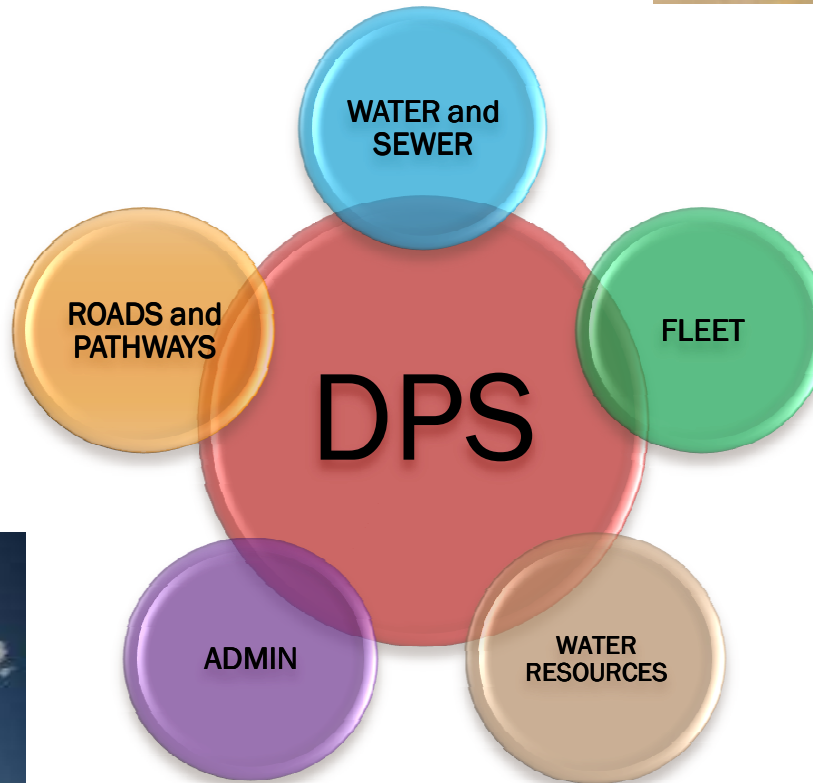 WATER and
SEWER
ROADS and
PATHWAYS
FLEET
DPS
ADMIN
WATER
RESOURCES